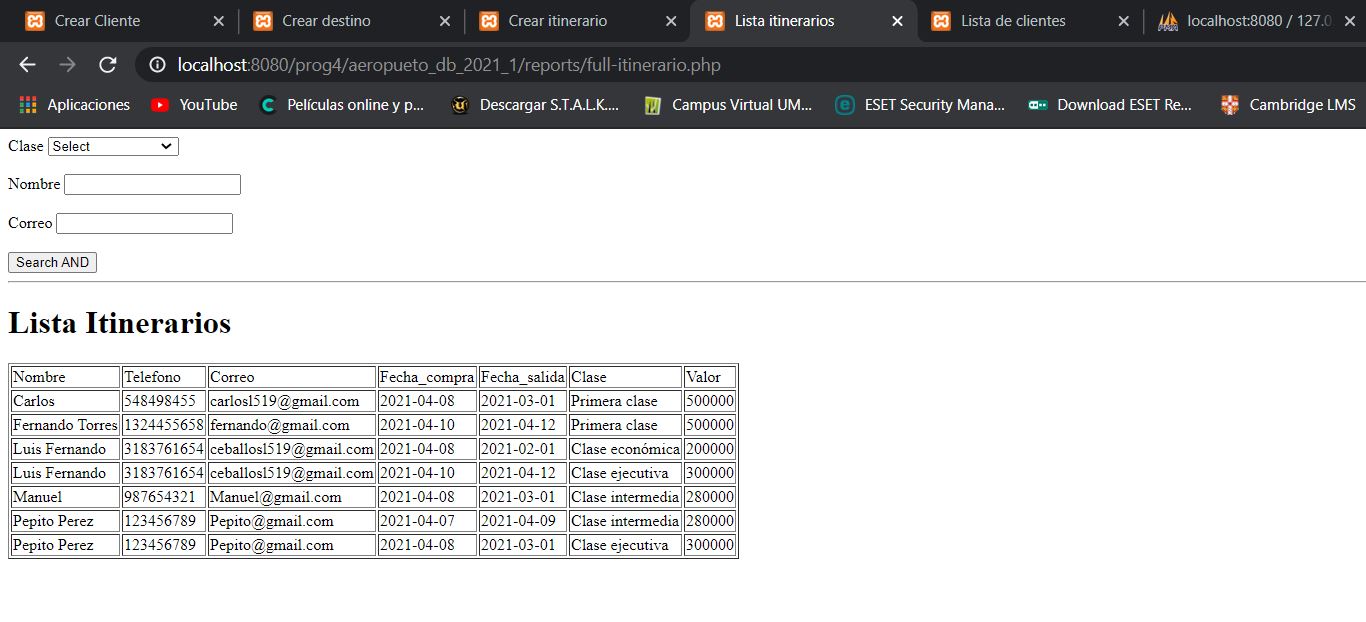 Crear Cliente Crear destino Crear itinerario Lista itinerarios Lista de clientes localhost:8080 / 127.0
localhost:8080/prog4/aeropueto_db_2021_1/reports/full-itinerario.php
Aplicaciones YouTube Películas online y p... Descargar S.T.A.L.K.... Campus Virtual UM... ESET Security Mana... Download ESET Re... Cambridge LMS
Clase Select
Nombre
Correo
Search AND
Lista Itinerarios
Nombre Telefono Correo Fecha_compra Fecha_salida Clase Valor
Carlos 548498455 carlosl519@gmail.com 2021-04-08 2021-03-01 Primera clase 500000
Fernando Torres 1324455658 fernando@gmail.com 2021-04-10 2021-04-12 Primera clase 500000
Luis Fernando 3183761654 ceballosl519@gmail.com 2021-04-08 2021-02-01 Clase económica 200000
Luis Fernando 3183761654 ceballosl519@gmail.com 2021-04-10 2021-04-12 Clase ejecutiva 300000
Manuel 987654321 Manuel@gmail.com 2021-04-08 2021-03-01 Clase intermedia 280000
Pepito Perez 123456789 Pepito@gmail.com 2021-04-07 2021-04-09 Clase intermedia 280000
Pepito Perez 123456789 Pepito@gmail.com 2021-04-08 2021-03-01 Clase ejecutiva 300000